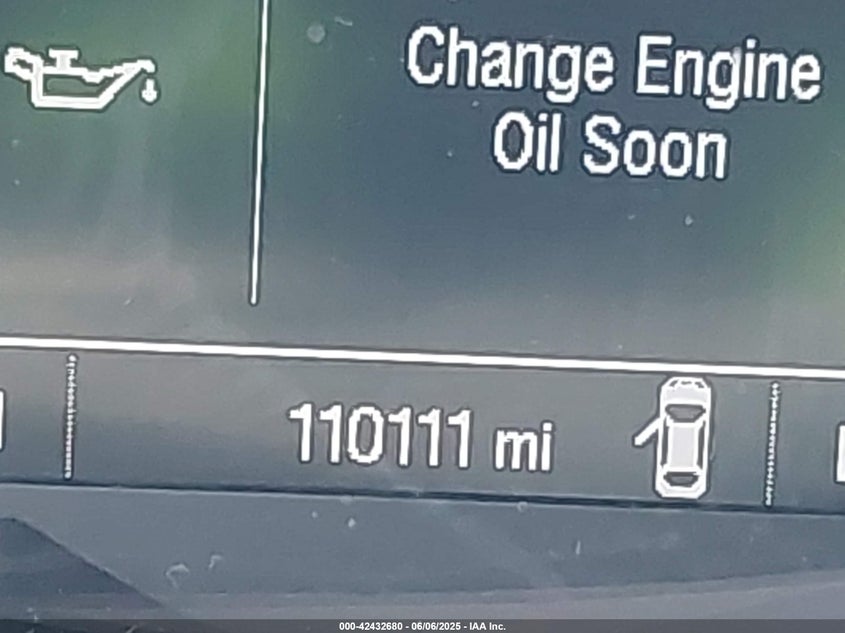 Change Engine
Oil Soon
110111 mi
000-42432680 - 06/06/2025 - IAA Inc.